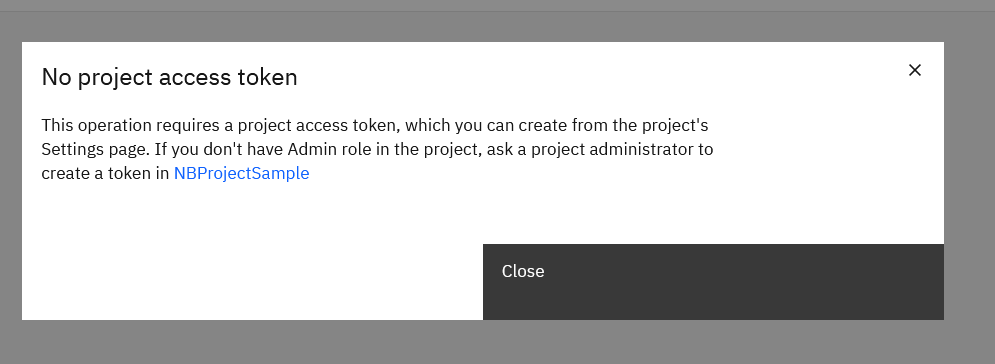 No project access token
This operation requires a project access token, which you can create from the project's
Settings page. If you don't have Admin role in the project, ask a project administrator to
create a token in NBProjectSample
Close